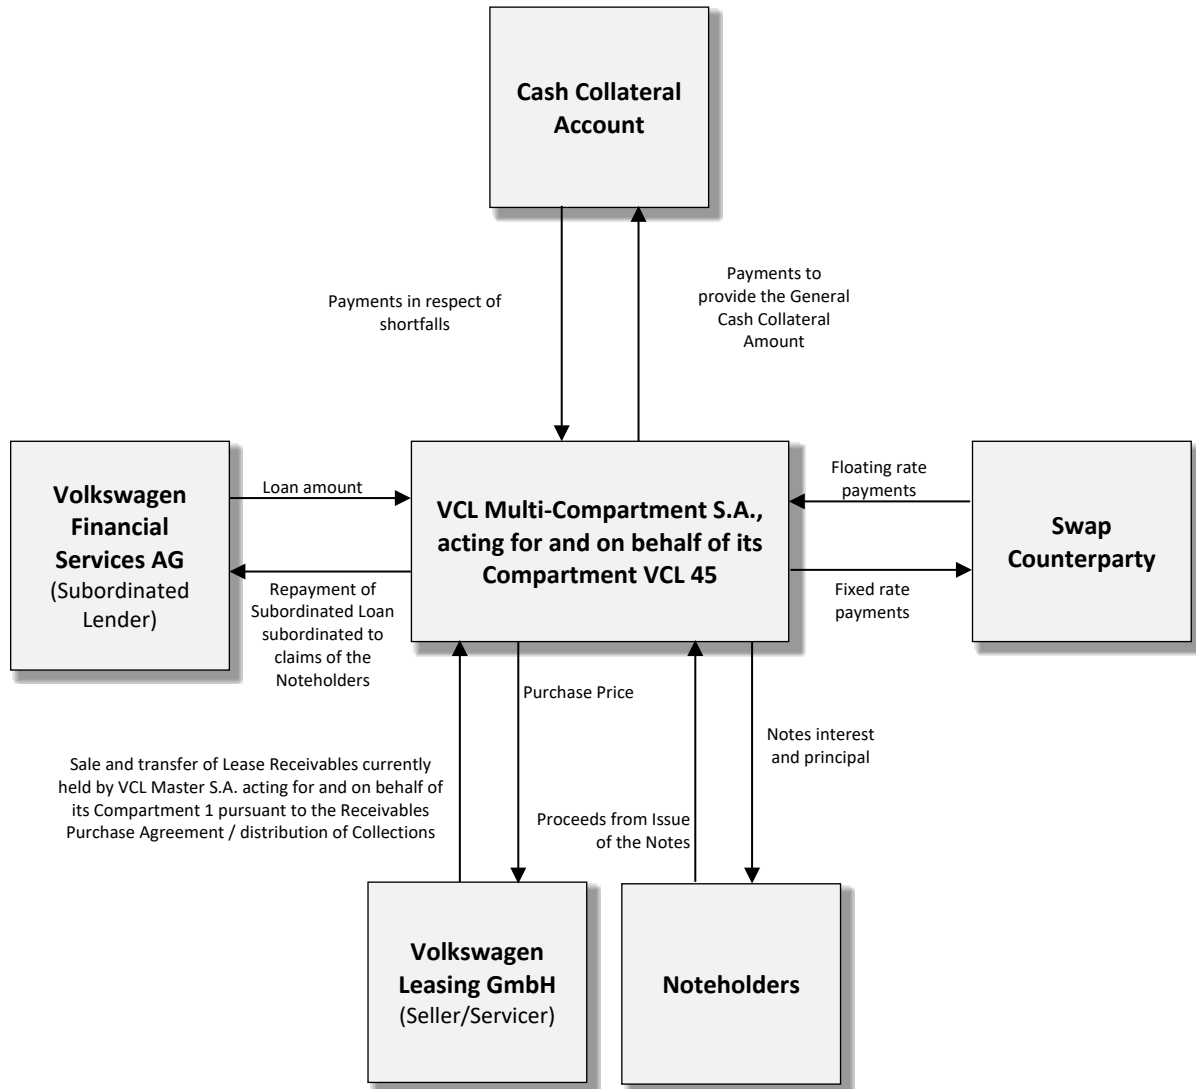 Cash Collateral
Account
Payments in respect of
shortfalls
Payments to
provide the General
Cash Collateral
Amount
Volkswagen
Financial
Services AG
(Subordinated
Lender)
Loan amount
Repayment of
Subordinated Loan
subordinated to
claims of the
Noteholders
VCL Multi-Compartment S.A.,
acting for and on behalf of its
Compartment VCL 45
Floating rate
payments
Fixed rate
payments
Swap
Counterparty
Purchase Price
Sale and transfer of Lease Receivables currently
held by VCL Master S.A. acting for and on behalf of
its Compartment 1 pursuant to the Receivables
Purchase Agreement / distribution of Collections
Notes interest
and principal
Proceeds from Issue
of the Notes
Volkswagen
Leasing GmbH
(Seller/Servicer)
Noteholders